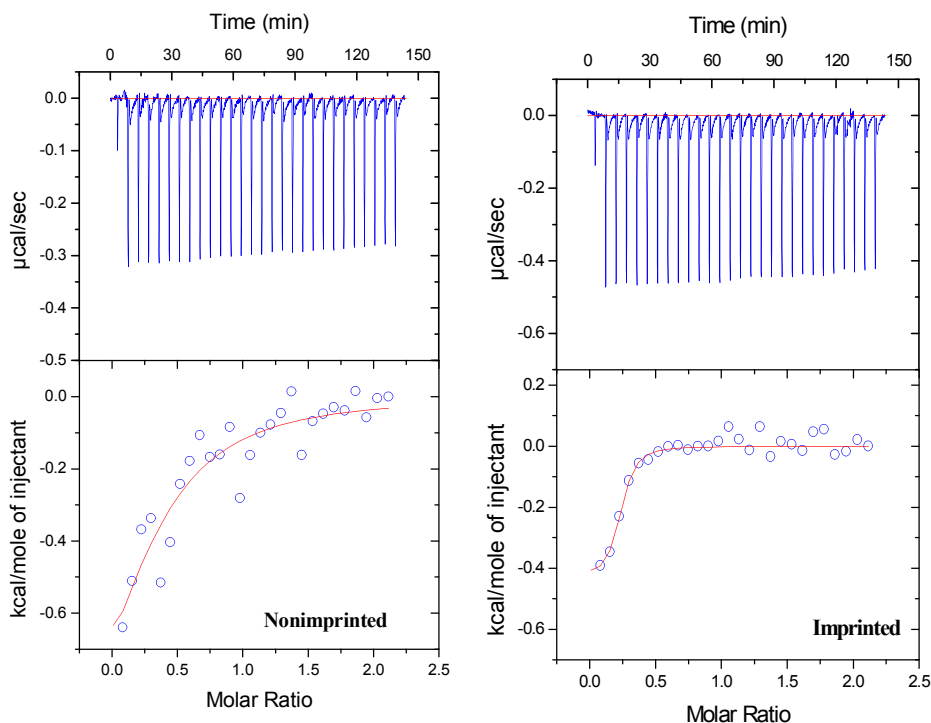 Time (min)
0 30 60 90 120 150
0.0
-0.1
-0.2
-0.3
-0.4
-0.5
µcal/sec
0.0
-0.2
-0.4
-0.6
kcal/mole of injectant
Nonimprinted
0.0 0.5 1.0 1.5 2.0 2.5
Molar Ratio
Time (min)
0 30 60 90 120 150
0.0
-0.2
-0.4
-0.6
µcal/sec
0.2
0.0
-0.2
-0.4
-0.6
kcal/mole of injectant
Imprinted
0.0 0.5 1.0 1.5 2.0 2.5
Molar Ratio